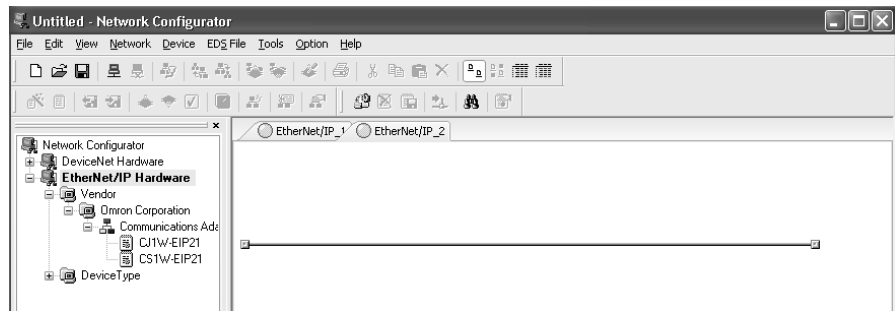 Untitled - Network Configurator
File Edit View Network Device EDS File Tools Option Help
EtherNet/IP_1 EtherNet/IP_2
Network Configurator
DeviceNet Hardware
EtherNet/IP Hardware
Vendor
Omron Corporation
Communications Ada
CJ1W-EIP21
CS1W-EIP21
DeviceType